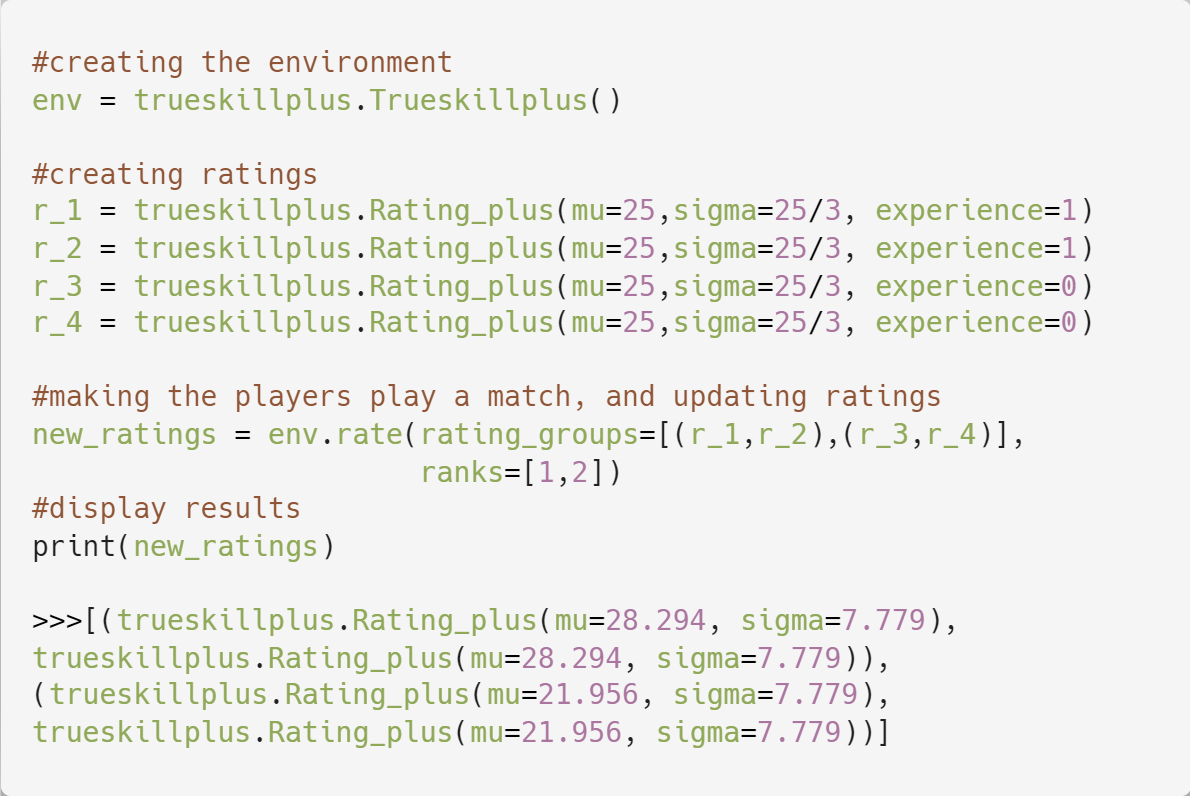 #creating the environment
env = trueskillplus.Trueskillplus()
#creating ratings
r_1 = trueskillplus.Rating_plus(mu=25,sigma=25/3, experience=1)
r_2 = trueskillplus.Rating_plus(mu=25,sigma=25/3, experience=1)
r_3 = trueskillplus.Rating_plus(mu=25,sigma=25/3, experience=0)
r_4 = trueskillplus.Rating_plus(mu=25,sigma=25/3, experience=0)
#making the players play a match, and updating ratings
new_ratings = env.rate(rating_groups=[(r_1,r_2),(r_3,r_4)],
                       ranks=[1,2])
#display results
print(new_ratings)
>>>[(trueskillplus.Rating_plus(mu=28.294, sigma=7.779),
trueskillplus.Rating_plus(mu=28.294, sigma=7.779)),
(trueskillplus.Rating_plus(mu=21.956, sigma=7.779),
trueskillplus.Rating_plus(mu=21.956, sigma=7.779))]